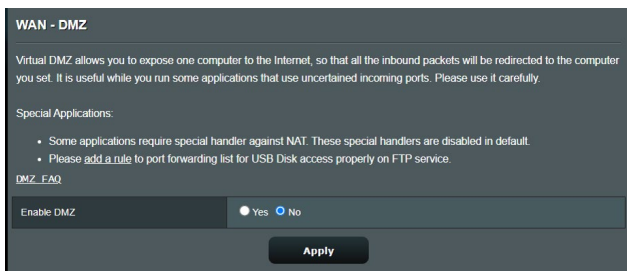 WAN - DMZ
Virtual DMZ allows you to expose one computer to the Internet, so that all the inbound packets will be redirected to the computer
you set. It is useful while you run some applications that use uncertained incoming ports. Please use it carefully.
Special Applications:
• Some applications require special handler against NAT. These special handlers are disabled in default.
• Please add a rule to port forwarding list for USB Disk access properly on FTP service.
DMZ FAQ
Enable DMZ Yes No
Apply